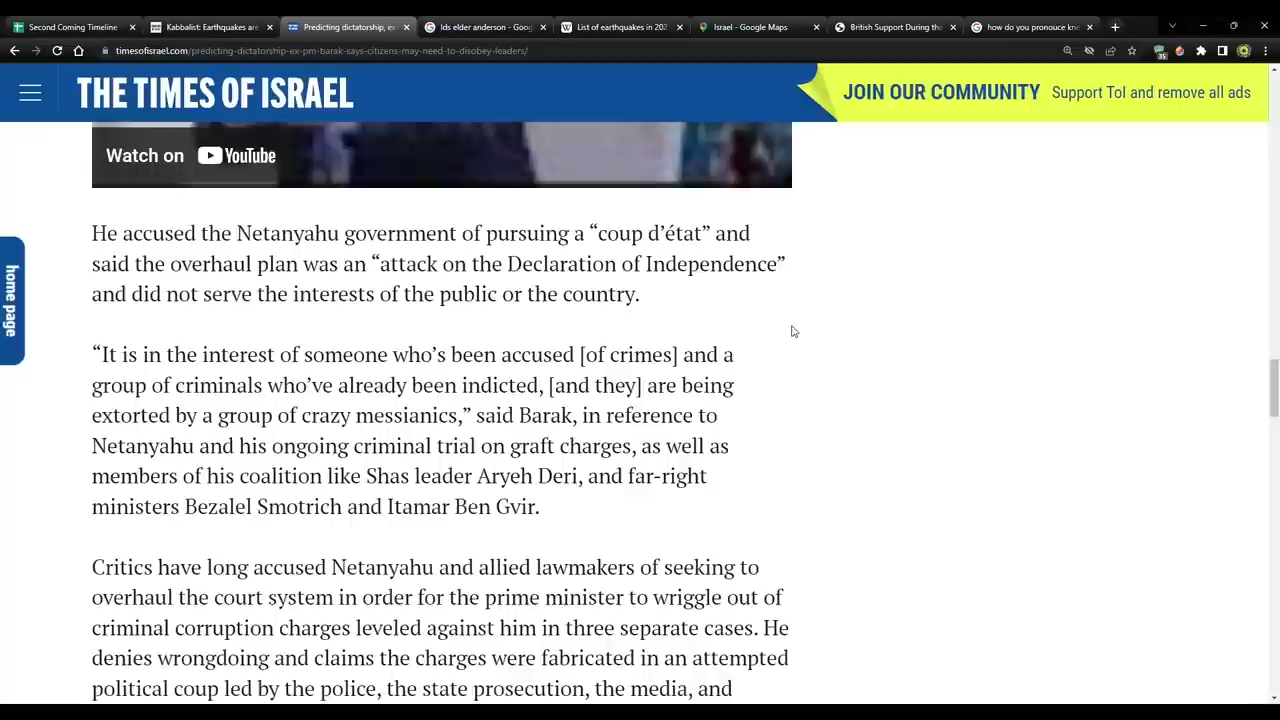 Second Coming Timeline
Kabbalist: Earthquakes are
Predicting dictatorship, ex
lds elder anderson - Goog
List of earthquakes in 202
Israel - Google Maps
British Support During the
how do you pronouce kne
timesofisrael.com/predicting-dictatorship-ex-pm-barak-says-citizens-may-need-to-disobey-leaders/
35
THE TIMES OF ISRAEL
JOIN OUR COMMUNITY Support ToI and remove all ads
Watch on YouTube
home page
He accused the Netanyahu government of pursuing a “coup d’état” and
said the overhaul plan was an “attack on the Declaration of Independence”
and did not serve the interests of the public or the country.
“It is in the interest of someone who’s been accused [of crimes] and a
group of criminals who’ve already been indicted, [and they] are being
extorted by a group of crazy messianics,” said Barak, in reference to
Netanyahu and his ongoing criminal trial on graft charges, as well as
members of his coalition like Shas leader Aryeh Deri, and far-right
ministers Bezalel Smotrich and Itamar Ben Gvir.
Critics have long accused Netanyahu and allied lawmakers of seeking to
overhaul the court system in order for the prime minister to wriggle out of
criminal corruption charges leveled against him in three separate cases. He
denies wrongdoing and claims the charges were fabricated in an attempted
political coup led by the police, the state prosecution, the media, and